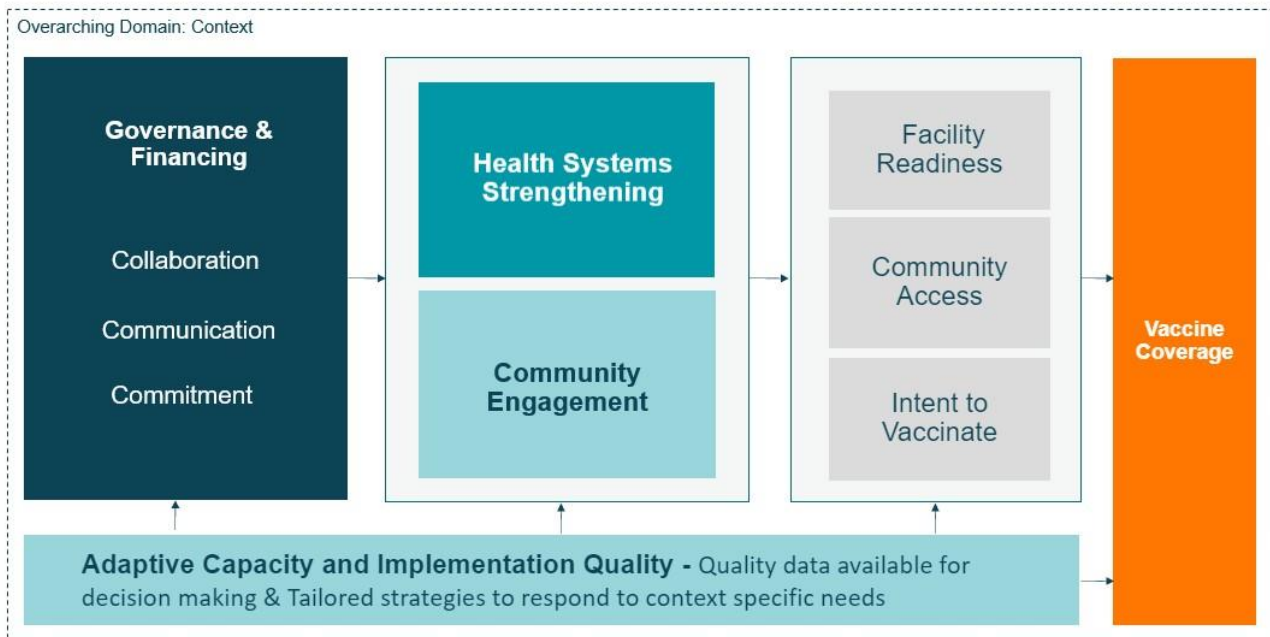 Overarching Domain: Context
Governance &
Financing
Collaboration
Communication
Commitment
Health Systems
Strengthening
Community
Engagement
Facility
Readiness
Community
Access
Intent to
Vaccinate
Vaccine
Coverage
Adaptive Capacity and Implementation Quality - Quality data available for
decision making & Tailored strategies to respond to context specific needs